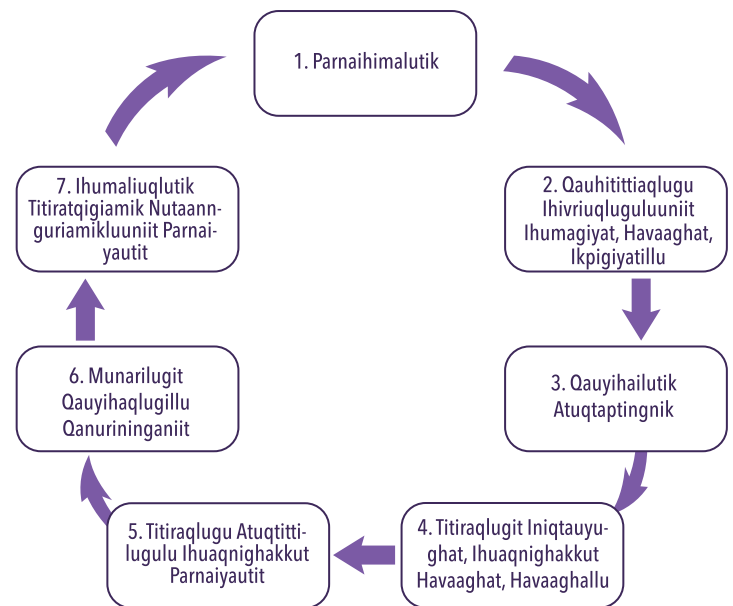 1. Parnaihimalutik
2. Qauhitittiaqlugu
Ihivriuqluguluuniit
Ihumagiyat, Havaaghat,
Ikpigiyatillu
3. Qauyihailutik
Atuqtaptingnik
4. Titiraqlugit Iniqtauyu-
ghat, Ihuaqnighakkut
Havaaghat, Havaaghallu
5. Titiraqlugu Atuqtitti-
lugulu Ihuaqnighakkut
Parnaiyautit
6. Munarilugit
Qauyihaqlugillu
Qanurininganiit
7. Ihumaliuqlutik
Titiratqigiamik Nutaann-
guriamikluuniit Parnai-
yautit